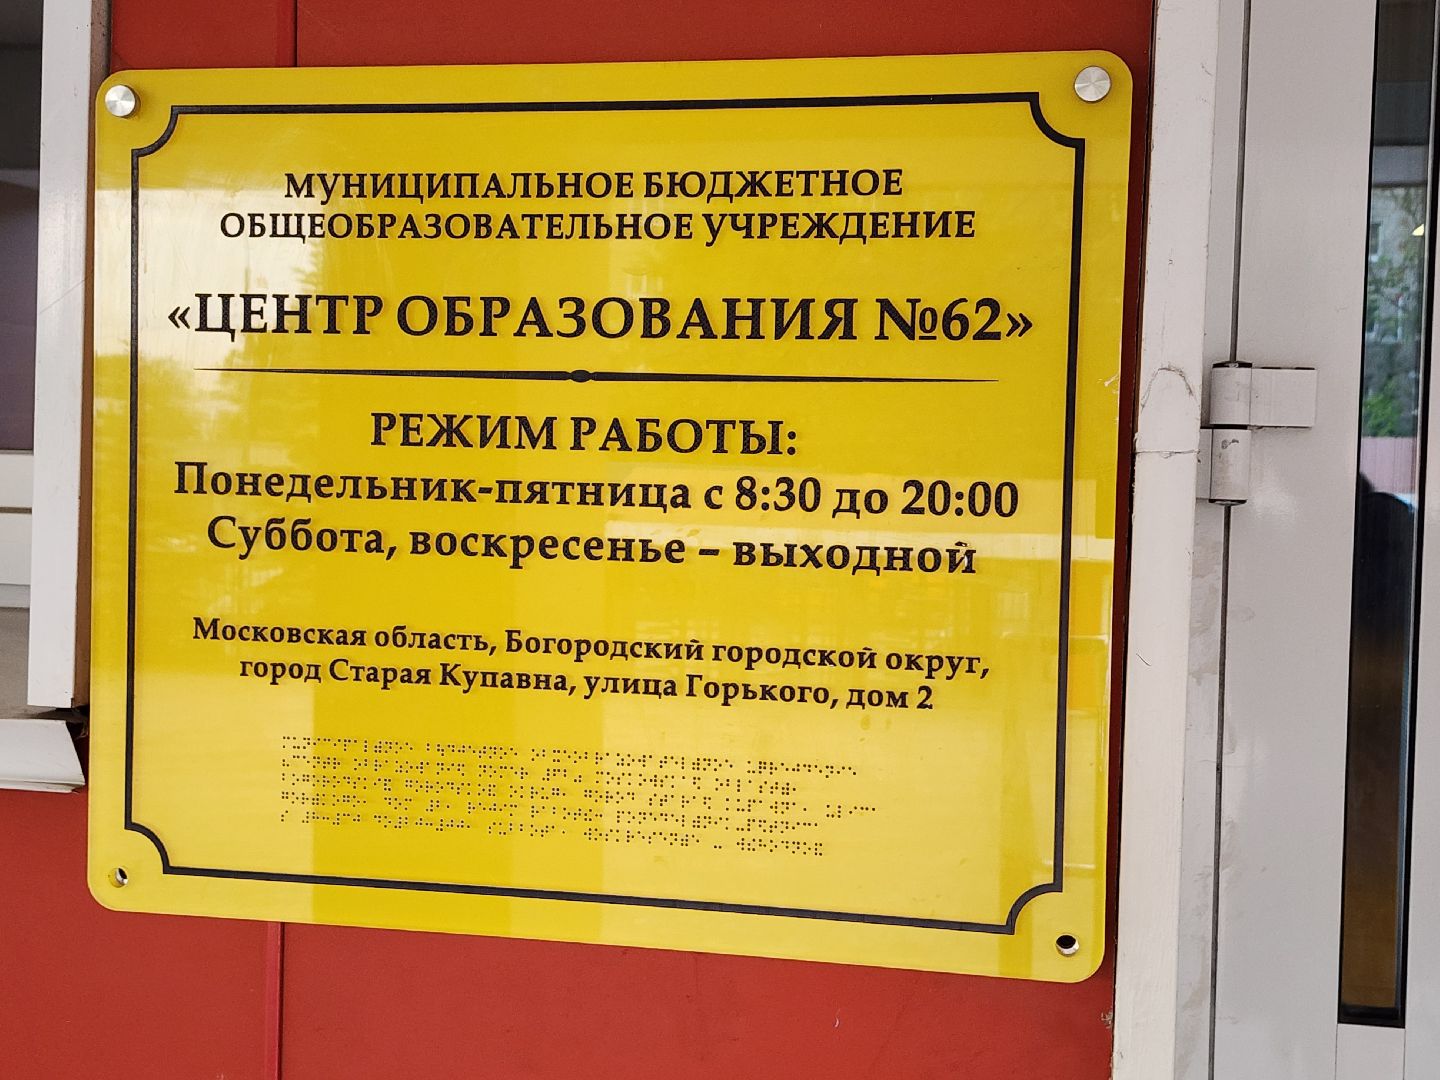 МУНИЦИПАЛЬНОЕ БЮДЖЕТНОЕ
ОБЩЕОБРАЗОВАТЕЛЬНОЕ УЧРЕЖДЕНИЕ
«ЦЕНТР ОБРАЗОВАНИЯ №62»
РЕЖИМ РАБОТЫ:
Понедельник-пятница с 8:30 до 20:00
Суббота, воскресенье – выходной
Московская область, Богородский городской округ,
город Старая Купавна, улица Горького, дом 2